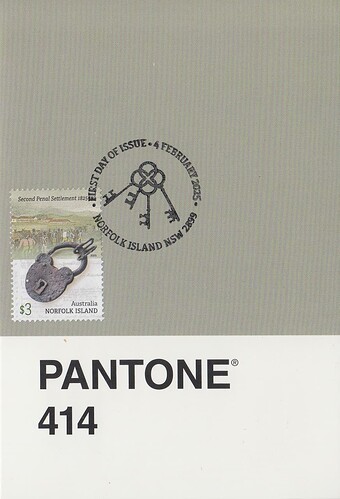 FIRST DAY OF ISSUE • 4 FEBRUARY 2025 •
NORFOLK ISLAND NSW 2899
Second Penal Settlement 1825
$3
Australia
NORFOLK ISLAND
PANTONE®
414